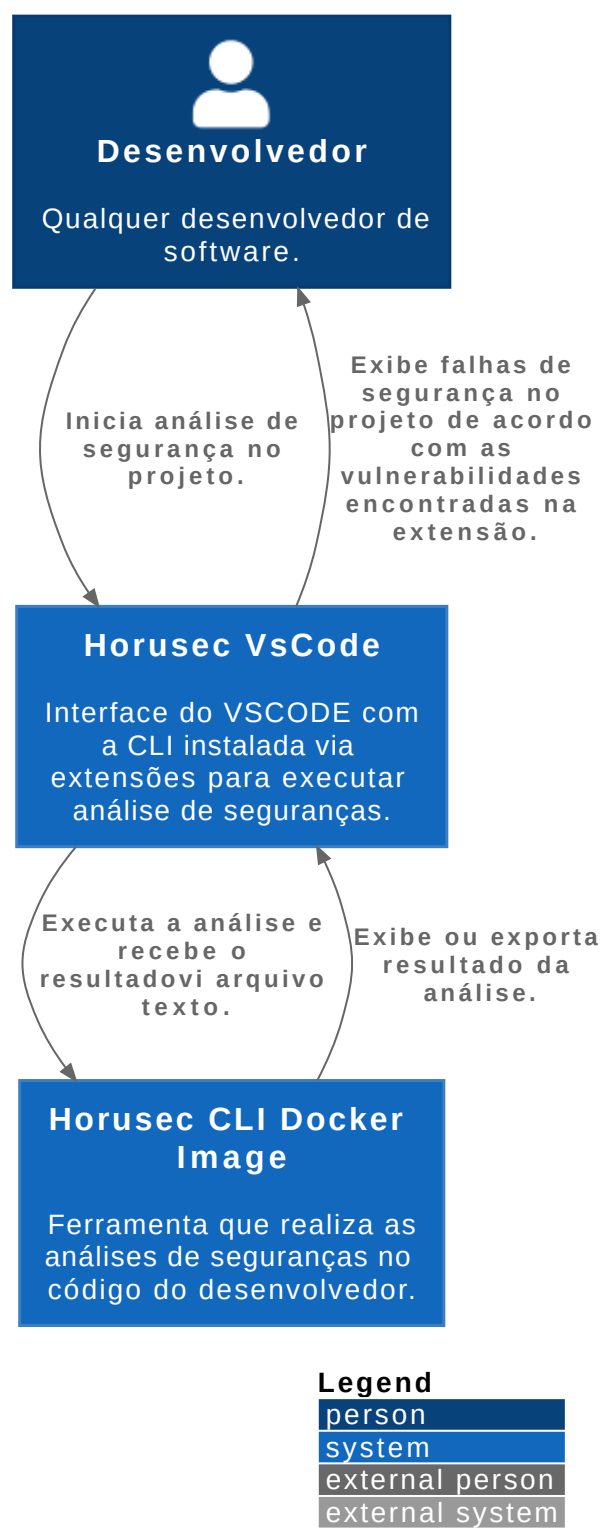 Desenvolvedor
Qualquer desenvolvedor de
software.
Inicia análise de
segurança no
projeto.
Exibe falhas de
segurança no
projeto de acordo
com as
vulnerabilidades
encontradas na
extensão.
Horusec VsCode
Interface do VSCODE com
a CLI instalada via
extensões para executar
análise de seguranças.
Executa a análise e
recebe o
resultadovi arquivo
texto.
Exibe ou exporta
resultado da
análise.
Horusec CLI Docker
Image
Ferramenta que realiza as
análises de seguranças no
código do desenvolvedor.
Legend
person
system
external person
external system